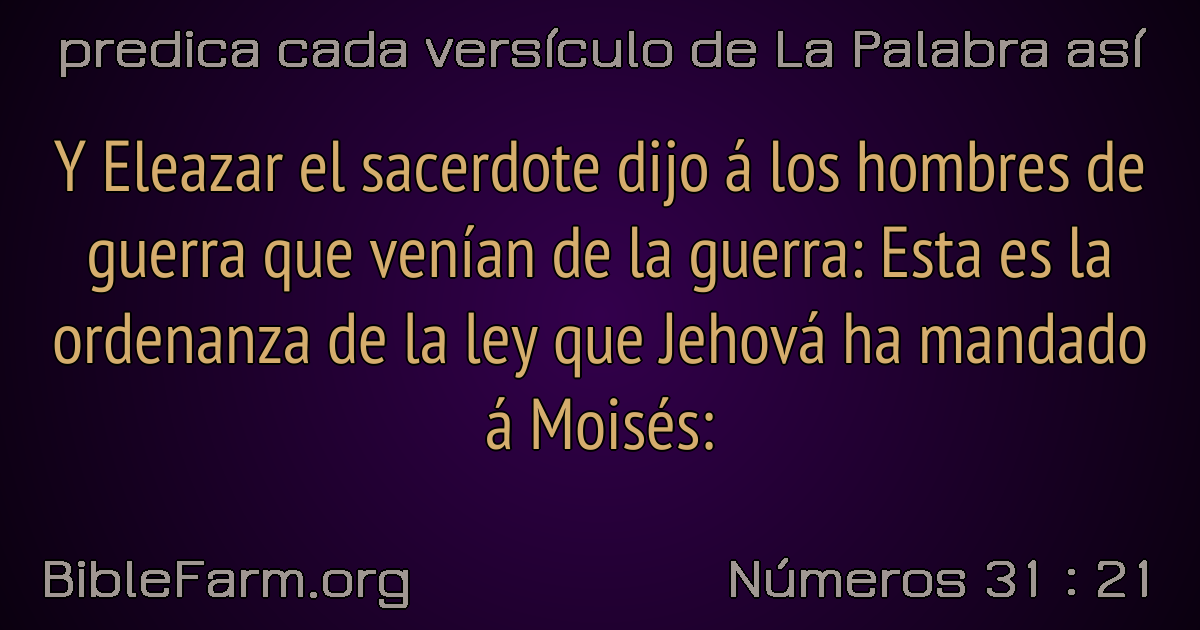 predica cada versículo de La Palabra así
Y Eleazar el sacerdote dijo á los hombres de
guerra que venían de la guerra: Esta es la
ordenanza de la ley que Jehová ha mandado
á Moisés:
BibleFarm.org
Números 31 : 21